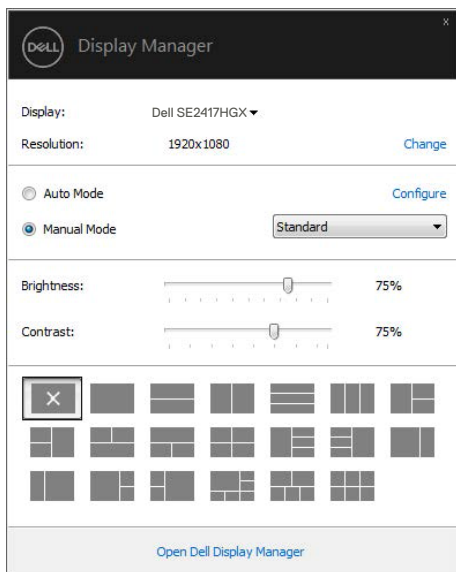 x
DELL Display Manager
Display: Dell SE2417HGX
Resolution: 1920x1080 Change
Auto Mode Configure
Manual Mode Standard
Brightness: 75%
Contrast: 75%
Open Dell Display Manager